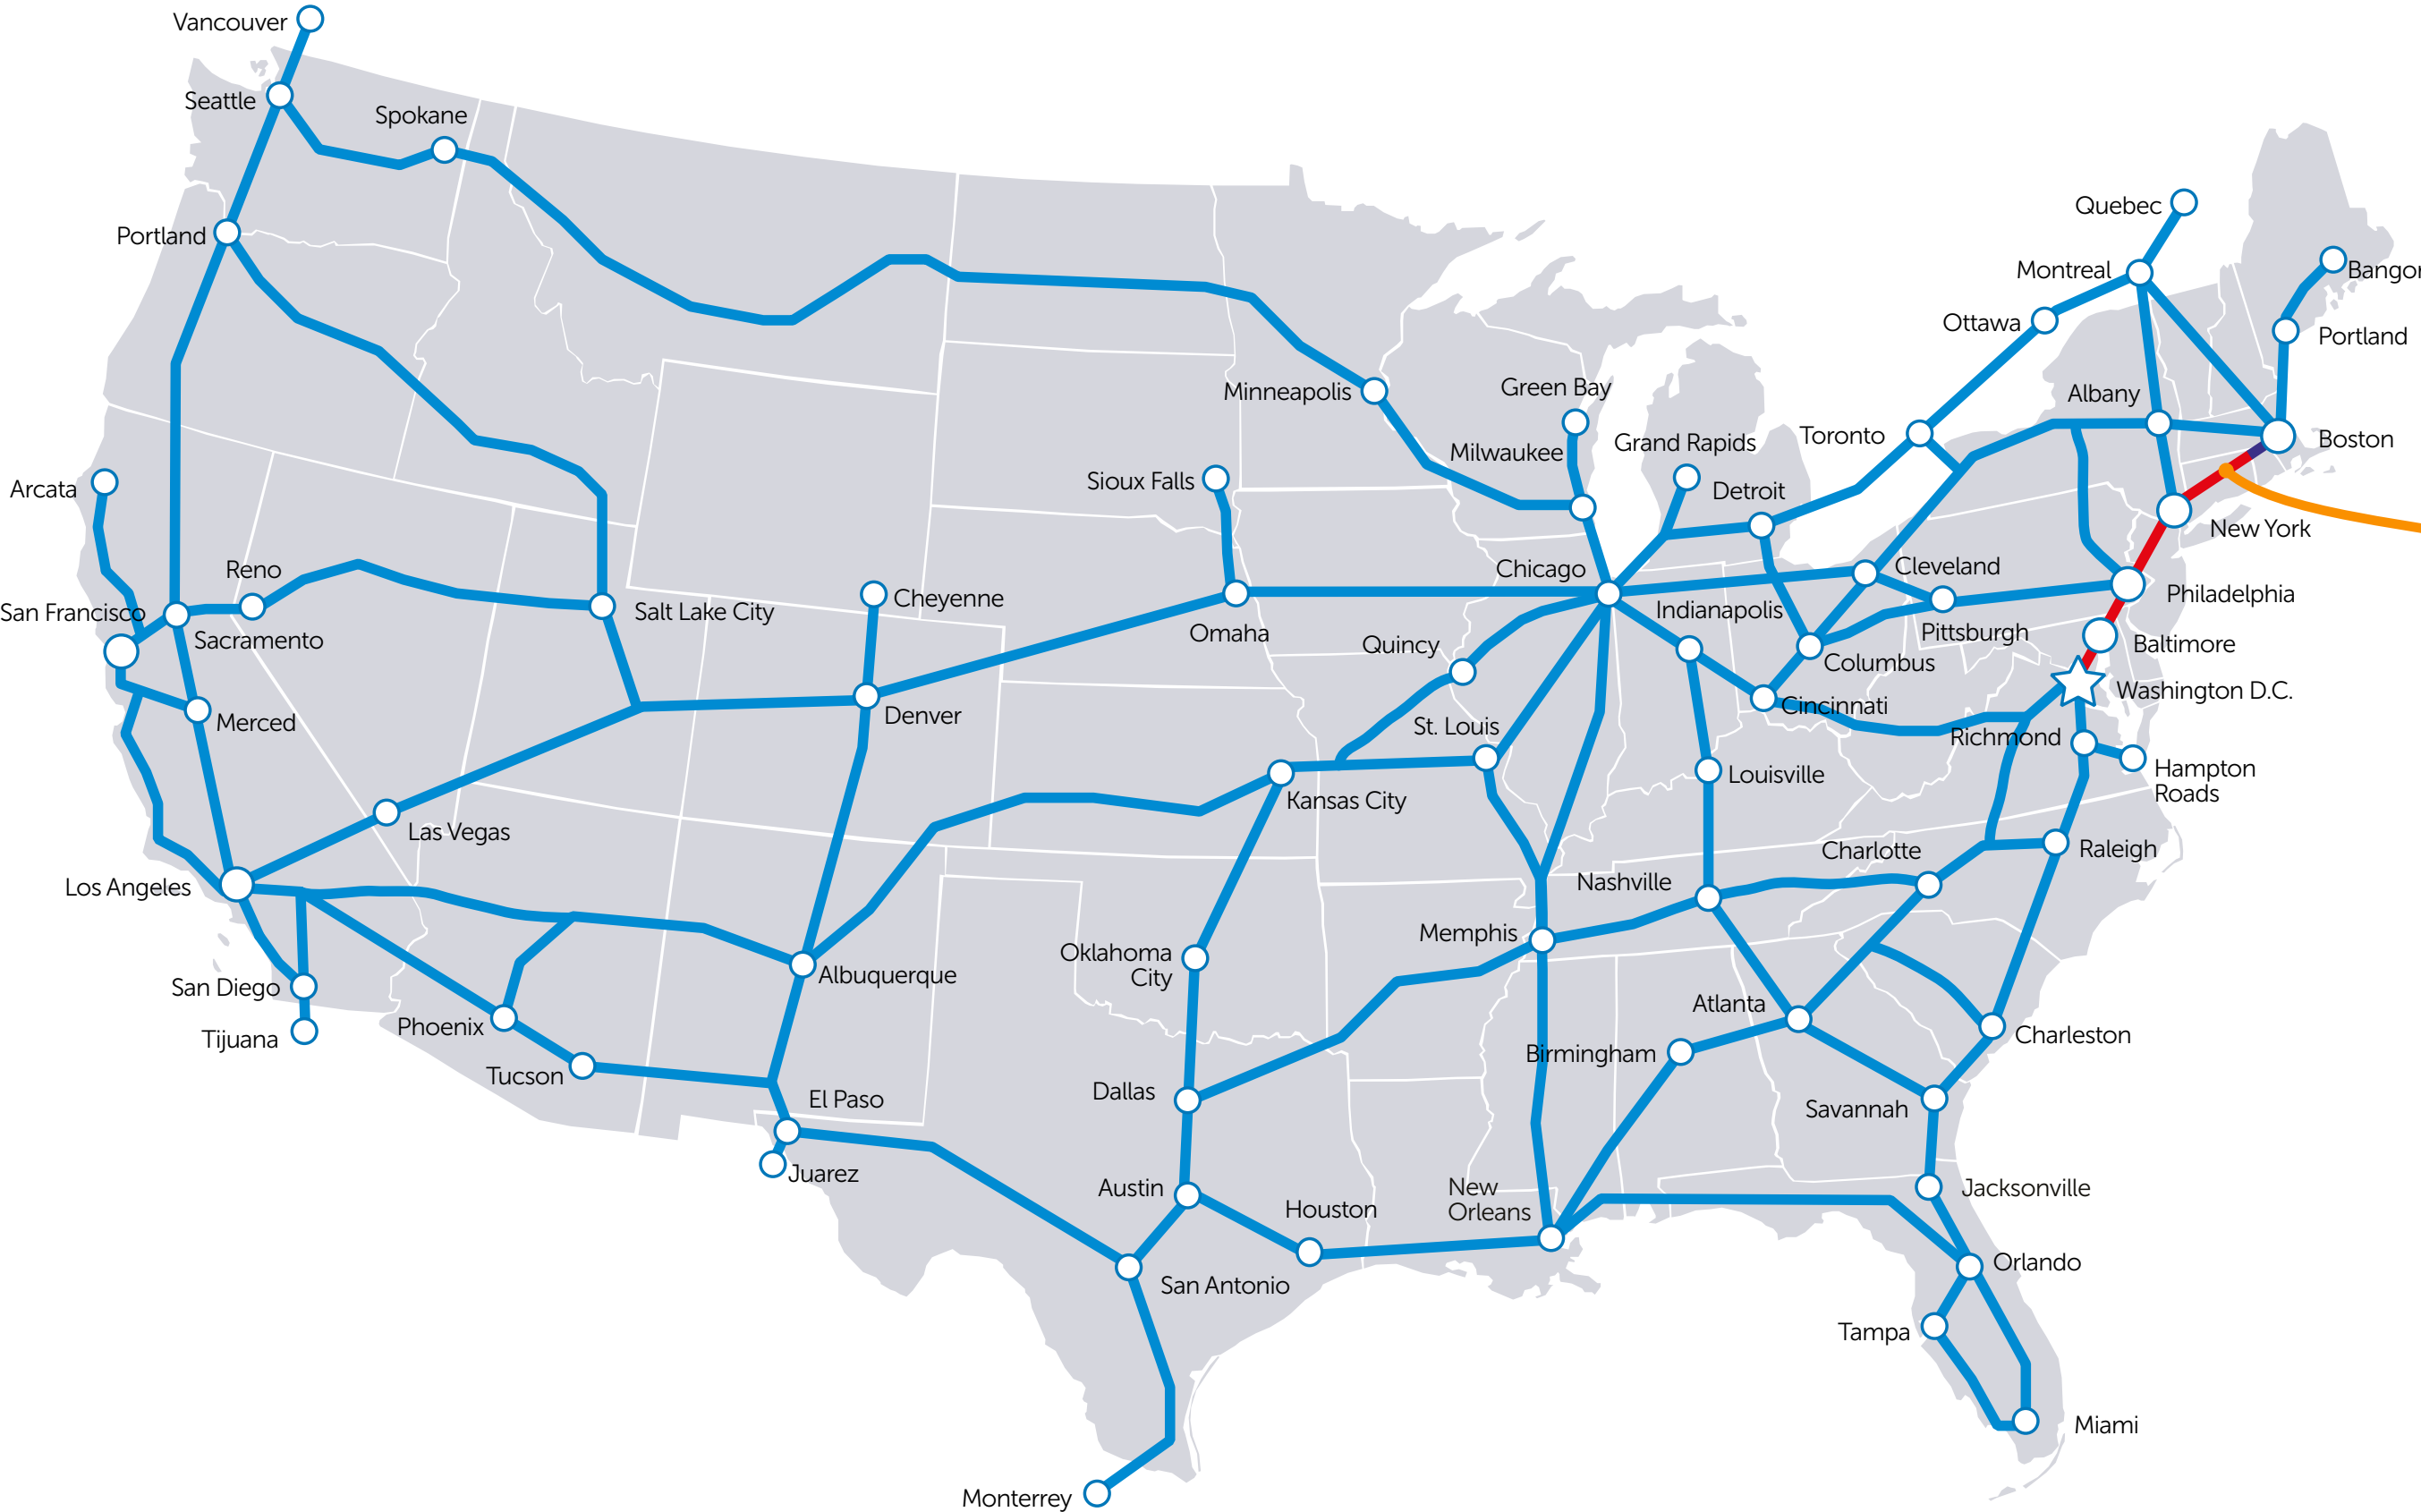 Vancouver
Seattle
Spokane
Quebec
Portland
Montreal
Bangor
Ottawa
Portland
Minneapolis
Green Bay
Albany
Toronto
Boston
Milwaukee
Grand Rapids
Sioux Falls
Detroit
Arcata
New York
Reno
Chicago
Cleveland
Cheyenne
Philadelphia
San Francisco
Salt Lake City
Indianapolis
Sacramento
Omaha
Pittsburgh
Quincy
Baltimore
Columbus
Washington D.C.
Cincinnati
Denver
Merced
St. Louis
Richmond
Hampton
Roads
Louisville
Kansas City
Las Vegas
Charlotte
Raleigh
Los Angeles
Nashville
Memphis
Oklahoma
City
Albuquerque
San Diego
Atlanta
Phoenix
Charleston
Tijuana
Birmingham
Tucson
Dallas
El Paso
Savannah
Juarez
Austin
New
Orleans
Jacksonville
Houston
Orlando
San Antonio
Tampa
Miami
Monterrey